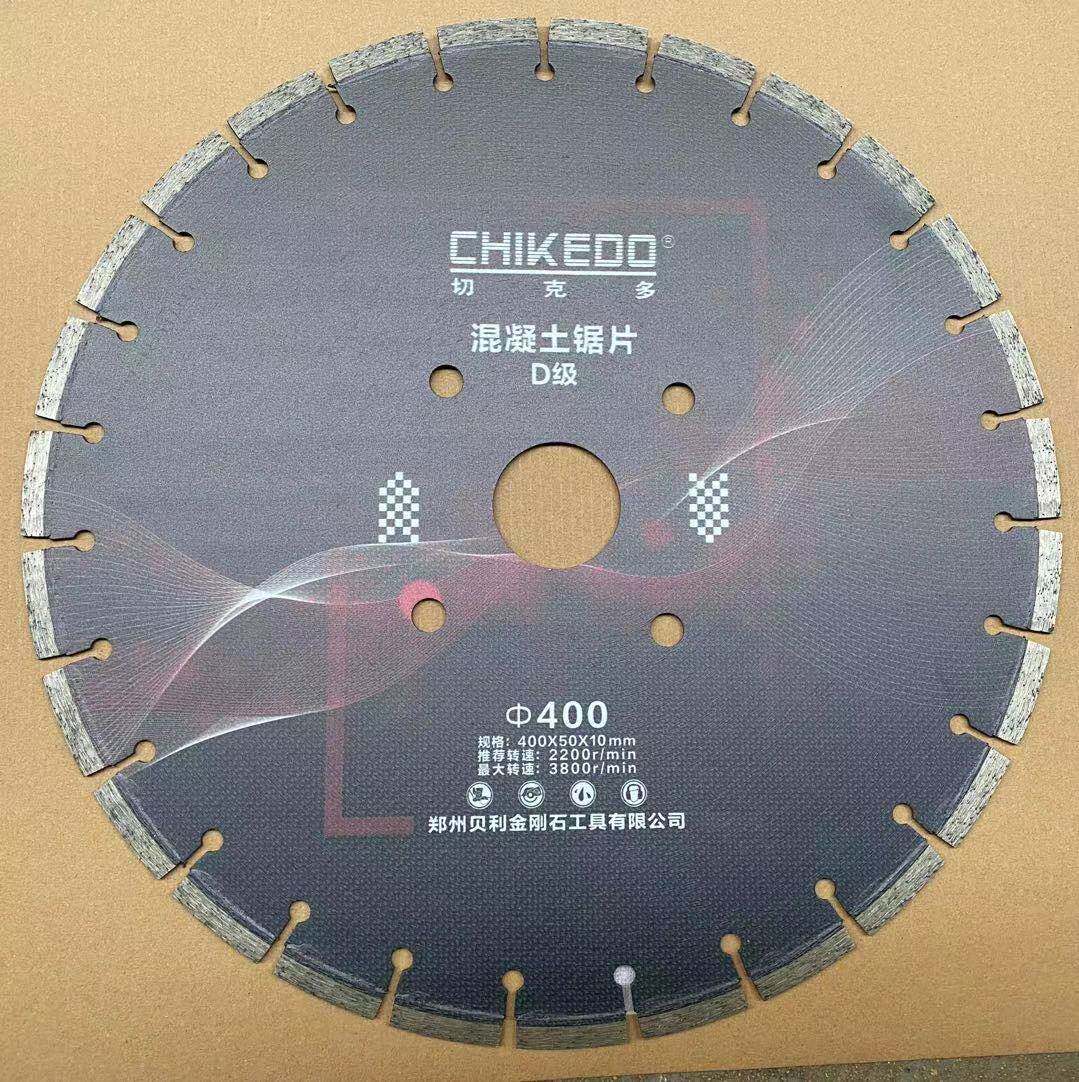 CHIKEDO®
切克多
混凝土锯片
D级
Φ400
规格：400X50X10mm
推荐转速：2200r/min
最大转速：3800r/min
郑州贝利金刚石工具有限公司